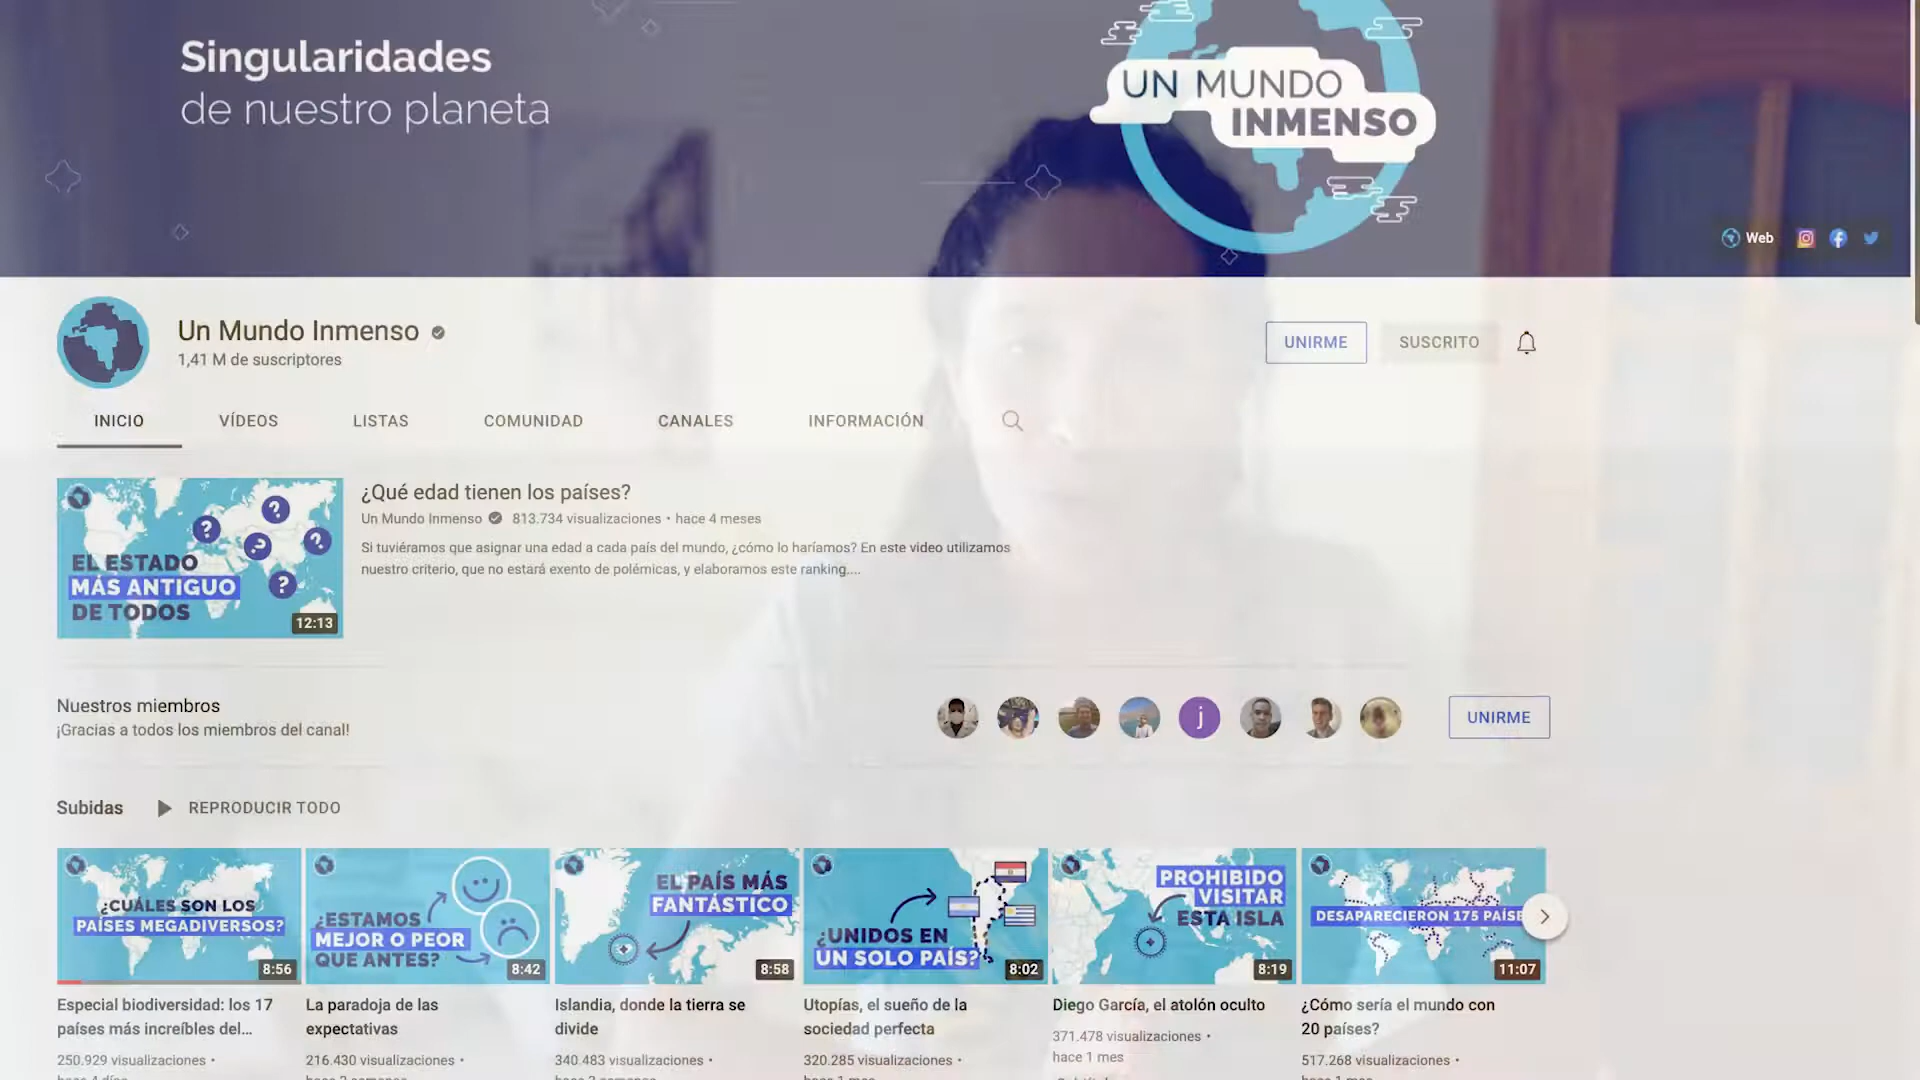 Singularidades
de nuestro planeta
UN MUNDO
INMENSO
Web
Un Mundo Inmenso
1,41 M de suscriptores
UNIRME
SUSCRITO
INICIO
VÍDEOS
LISTAS
COMUNIDAD
CANALES
INFORMACIÓN
EL ESTADO
MÁS ANTIGUO
DE TODOS
12:13
¿Qué edad tienen los países?
Un Mundo Inmenso 813.734 visualizaciones • hace 4 meses
Si tuviéramos que asignar una edad a cada país del mundo, ¿cómo lo haríamos? En este video utilizamos
nuestro criterio, que no estará exento de polémicas, y elaboramos este ranking....
Nuestros miembros
¡Gracias a todos los miembros del canal!
j
UNIRME
Subidas
REPRODUCIR TODO
¿CUÁLES SON LOS
PAÍSES MEGADIVERSOS?
8:56
Especial biodiversidad: los 17
países más increíbles del...
250.929 visualizaciones •
¿ESTAMOS
MEJOR O PEOR
QUE ANTES?
8:42
La paradoja de las
expectativas
216.430 visualizaciones •
EL PAÍS MÁS
FANTÁSTICO
8:58
Islandia, donde la tierra se
divide
340.483 visualizaciones •
¿UNIDOS EN
UN SOLO PAÍS?
8:02
Utopías, el sueño de la
sociedad perfecta
320.285 visualizaciones •
PROHIBIDO
VISITAR
ESTA ISLA
8:19
Diego García, el atolón oculto
371.478 visualizaciones •
hace 1 mes
DESAPARECIERON 175 PAÍSE
11:07
¿Cómo sería el mundo con
20 países?
517.268 visualizaciones •